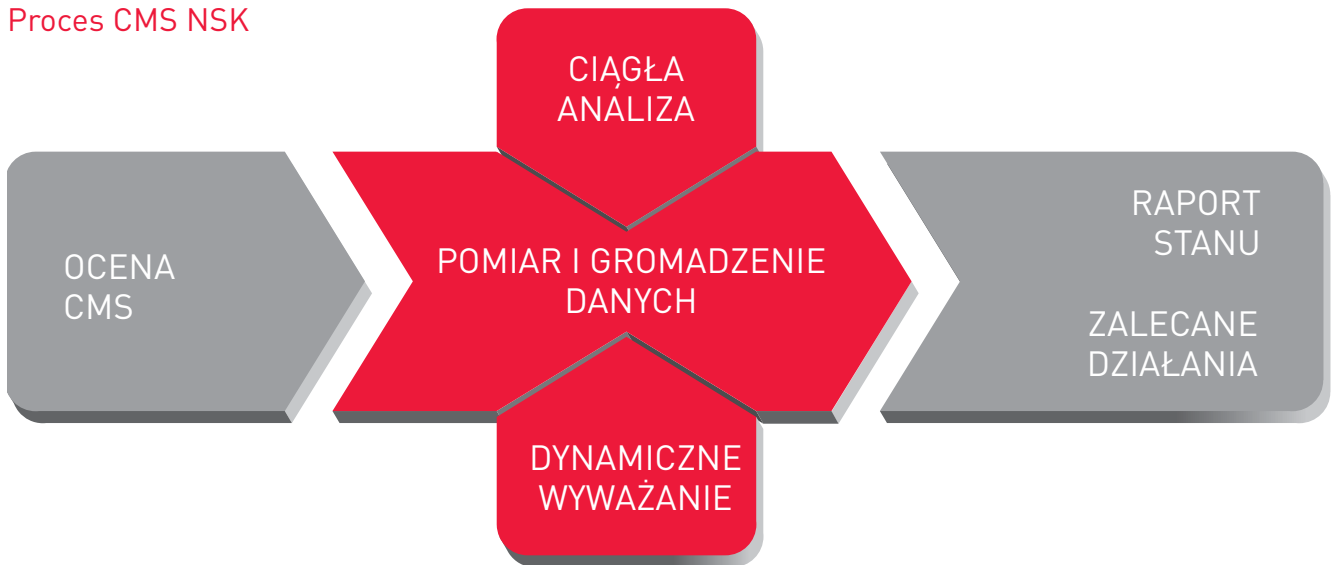 Proces CMS NSK
CIĄGŁA
ANALIZA
OCENA
CMS
POMIAR I GROMADZENIE
DANYCH
RAPORT
STANU
ZALECANE
DZIAŁANIA
DYNAMICZNE
WYWAŻANIE